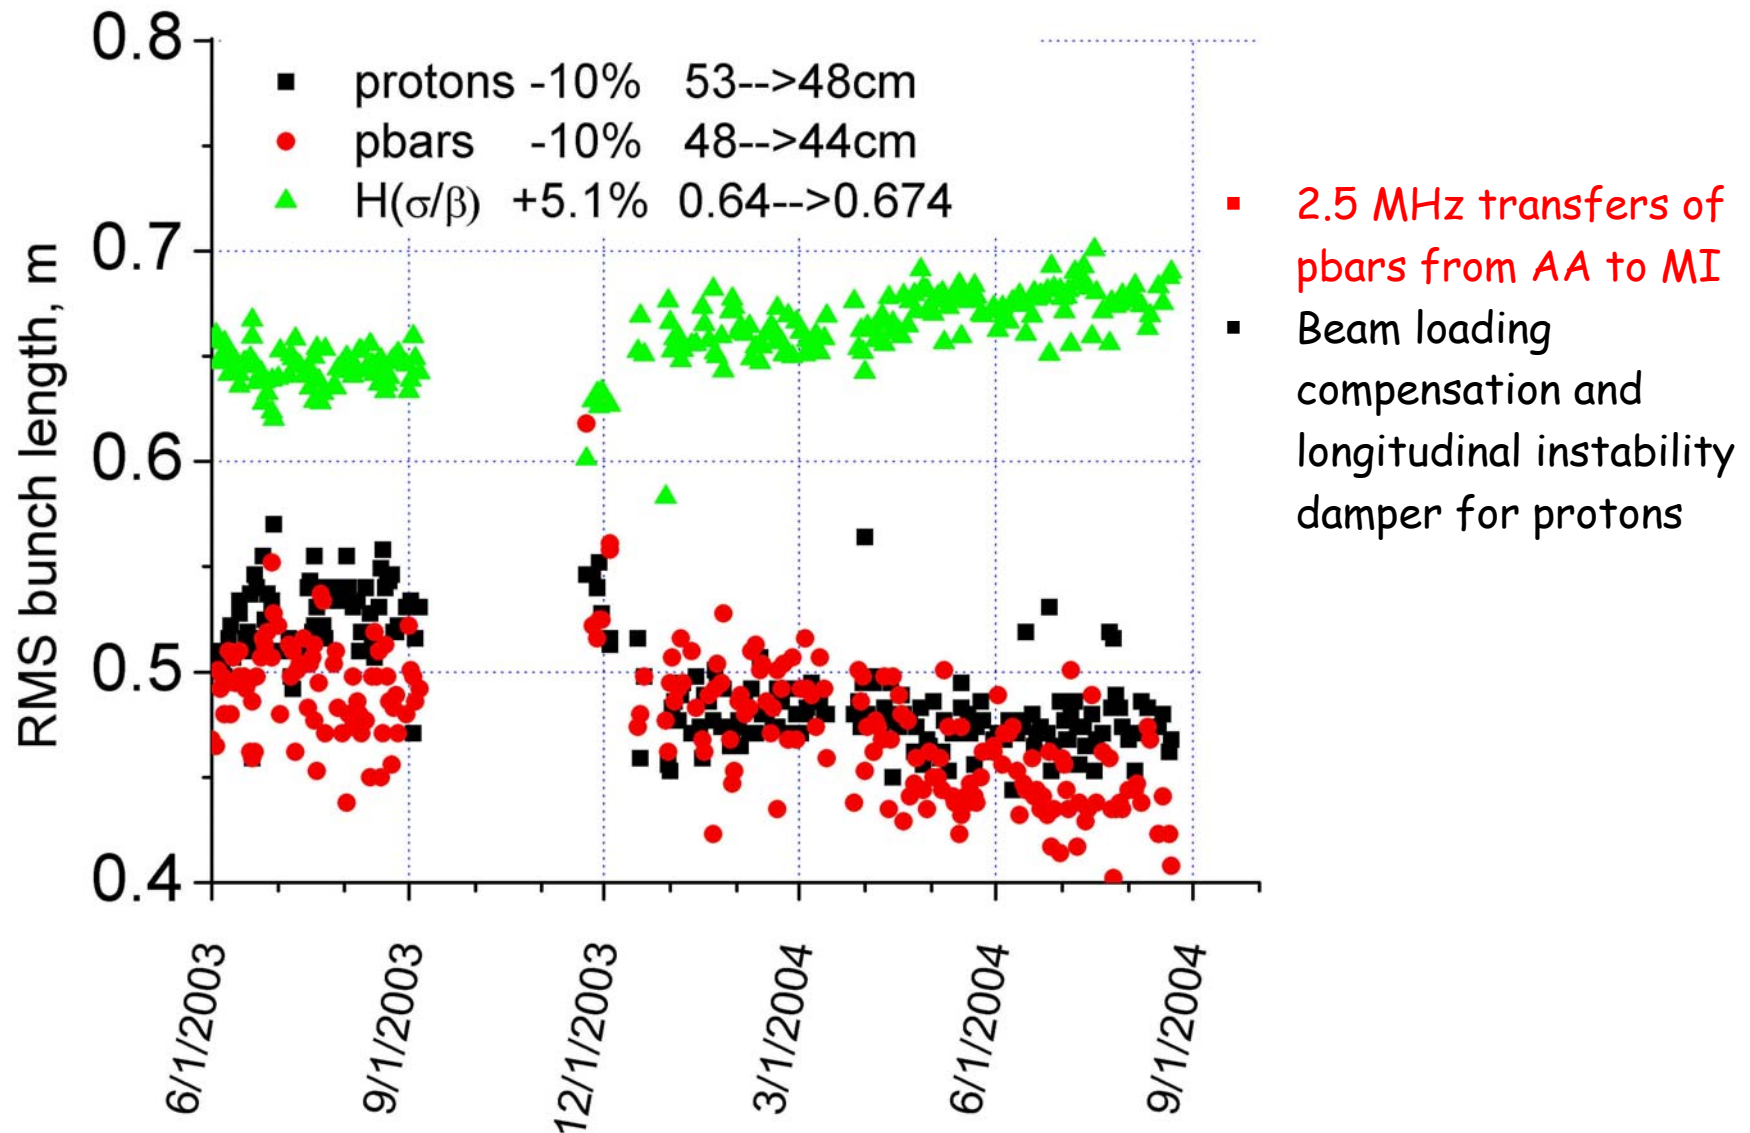 0.8
protons -10% 53-->48cm
pbars -10% 48-->44cm
H(σ/β) +5.1% 0.64-->0.674
0.7
0.6
0.5
0.4
RMS bunch length, m
6/1/2003
9/1/2003
12/1/2003
3/1/2004
6/1/2004
9/1/2004
▪ 2.5 MHz transfers of
pbars from AA to MI
▪ Beam loading
compensation and
longitudinal instability
damper for protons